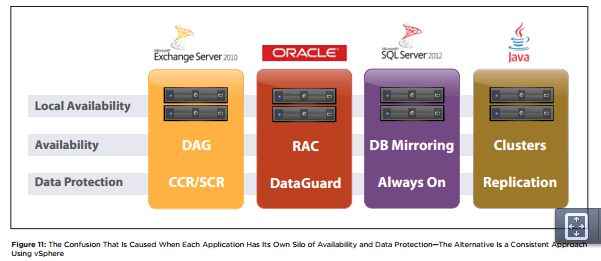 Microsoft
Exchange Server 2010
ORACLE
Microsoft
SQL Server 2012
Java
Local Availability
Availability DAG RAC DB Mirroring Clusters
Data Protection CCR/SCR DataGuard Always On Replication
Figure 11: The Confusion That Is Caused When Each Application Has Its Own Silo of Availability and Data Protection—The Alternative Is a Consistent Approach
Using vSphere